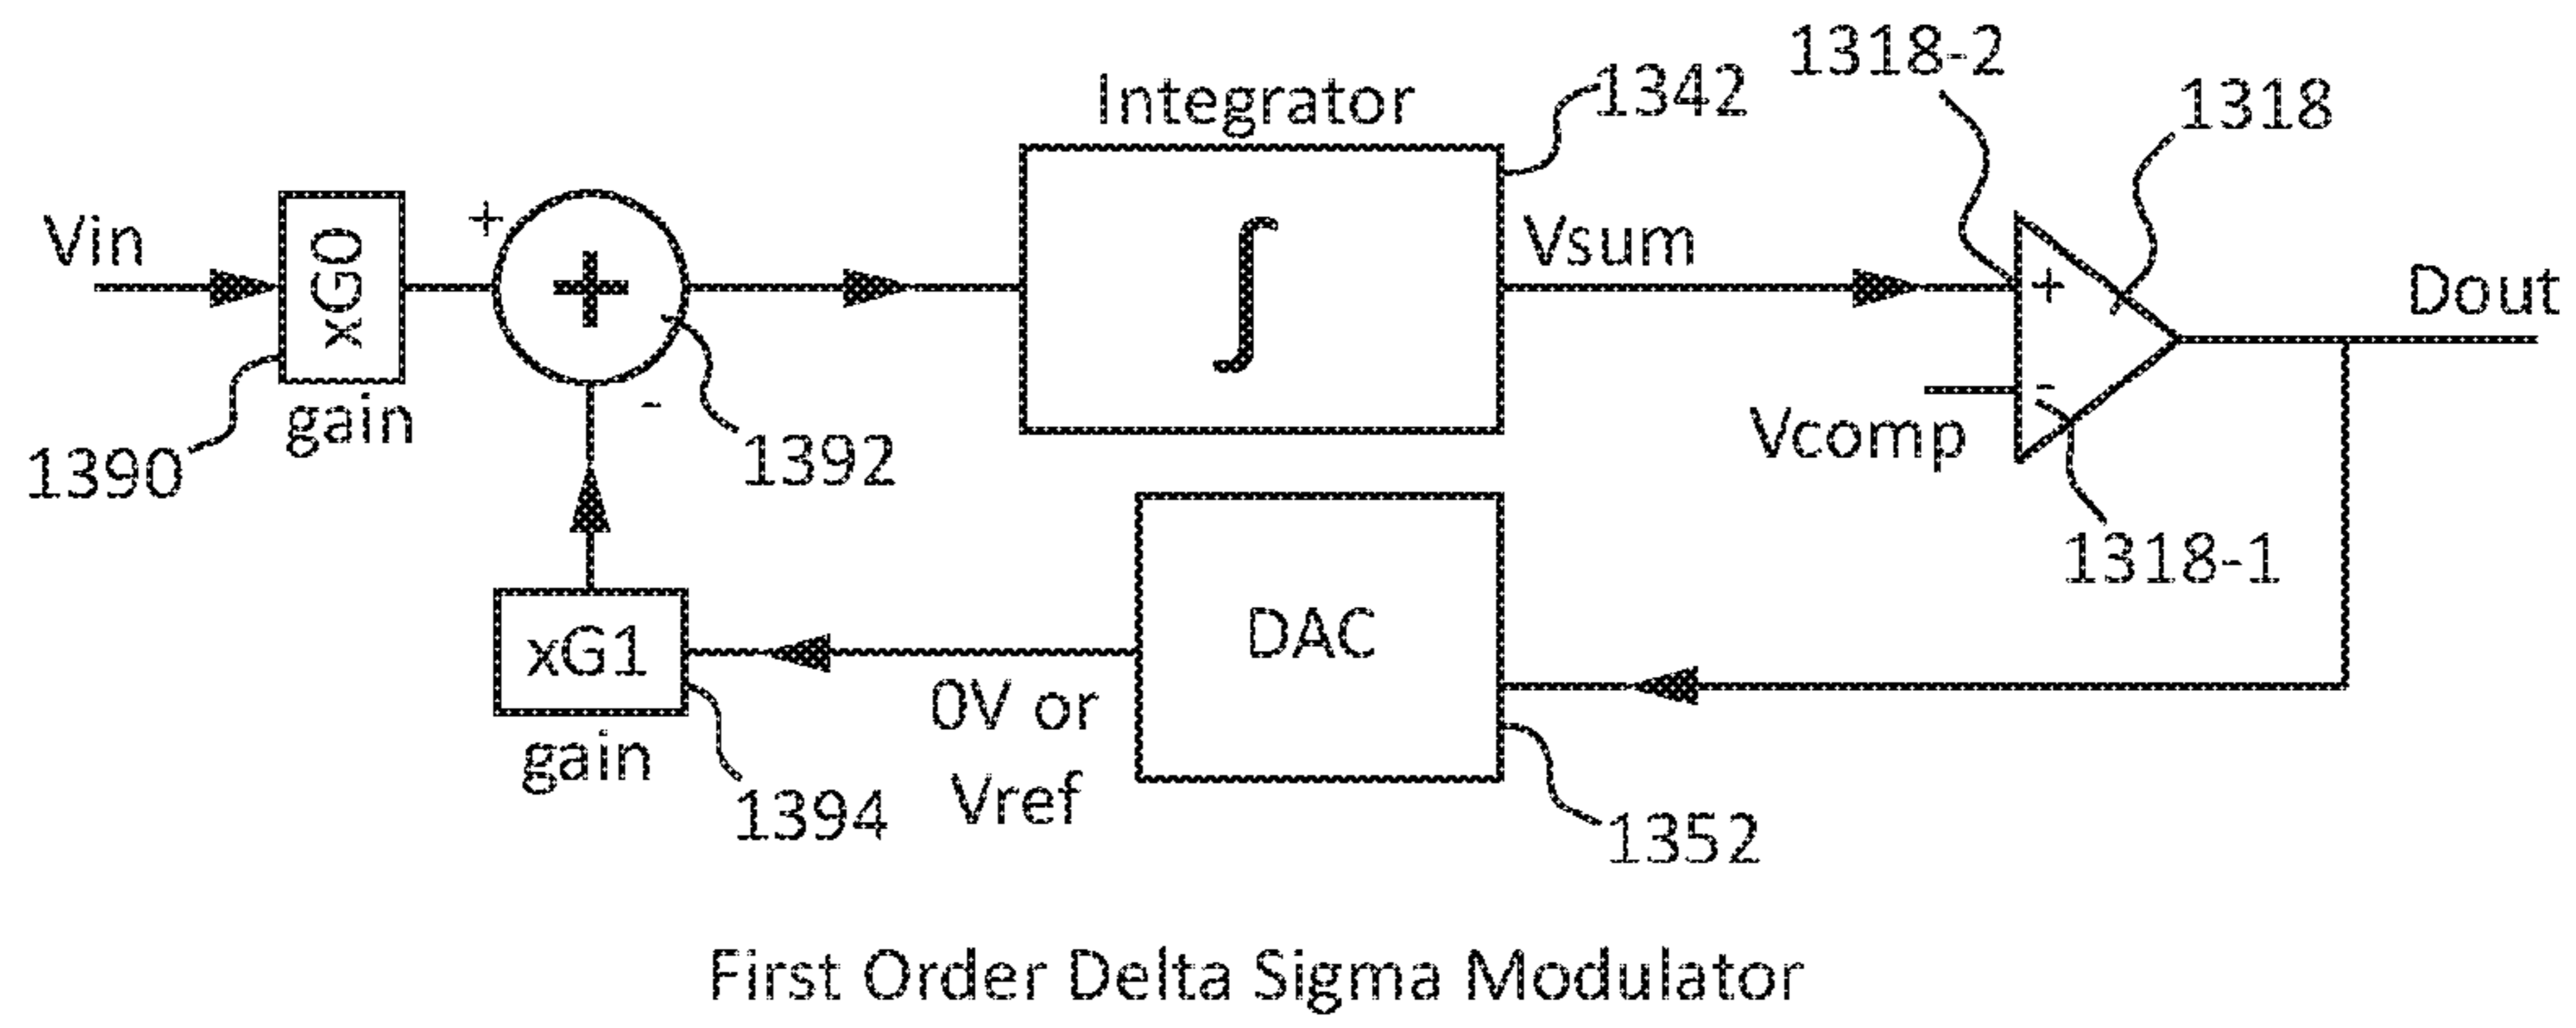 1318-2
1342
1318
Integrator
Vin
xG0
+
+
∫
Vsum
+
Dout
gain
-
1390
1392
Vcomp
-
1318-1
DAC
xG1
0V or
Vref
gain
1394
1352
First Order Delta Sigma Modulator